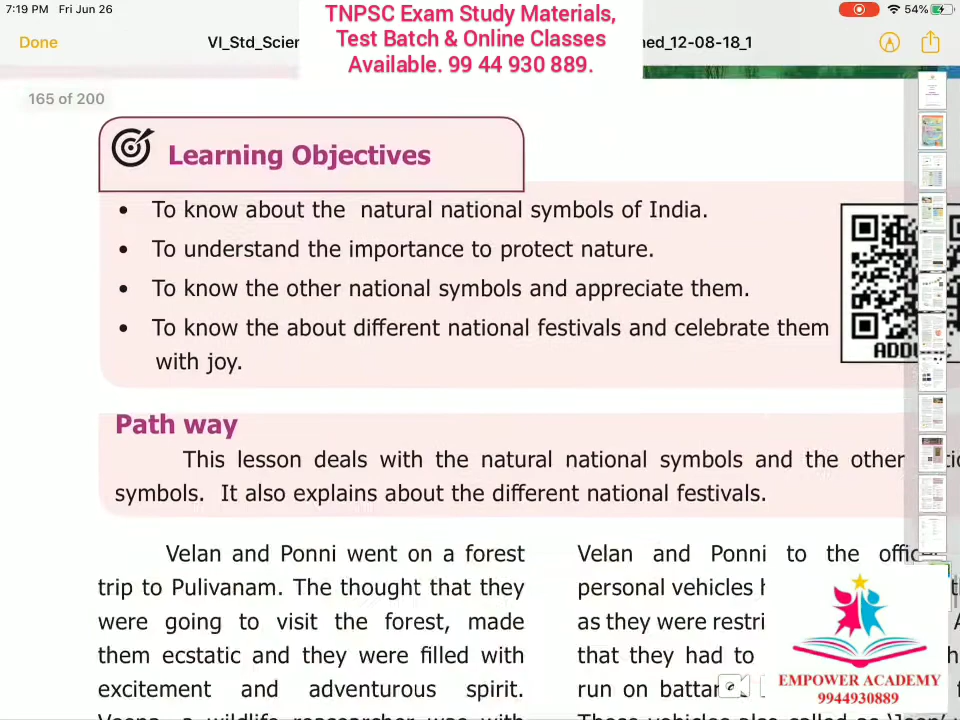 7:19 PM Fri Jun 26
54%
Done
VI_Std_Scien
ned_12-08-18_1
TNPSC Exam Study Materials,
Test Batch & Online Classes
Available. 99 44 930 889.
165 of 200
Learning Objectives
• To know about the natural national symbols of India.
• To understand the importance to protect nature.
• To know the other national symbols and appreciate them.
• To know the about different national festivals and celebrate them
with joy.
Path way
This lesson deals with the natural national symbols and the other
symbols. It also explains about the different national festivals.
Velan and Ponni went on a forest
trip to Pulivanam. The thought that they
were going to visit the forest, made
them ecstatic and they were filled with
excitement and adventurous spirit.
Velan and Ponni to the
personal vehicles
as they were restri
that they had to
run on
EMPOWER ACADEMY
9944930889